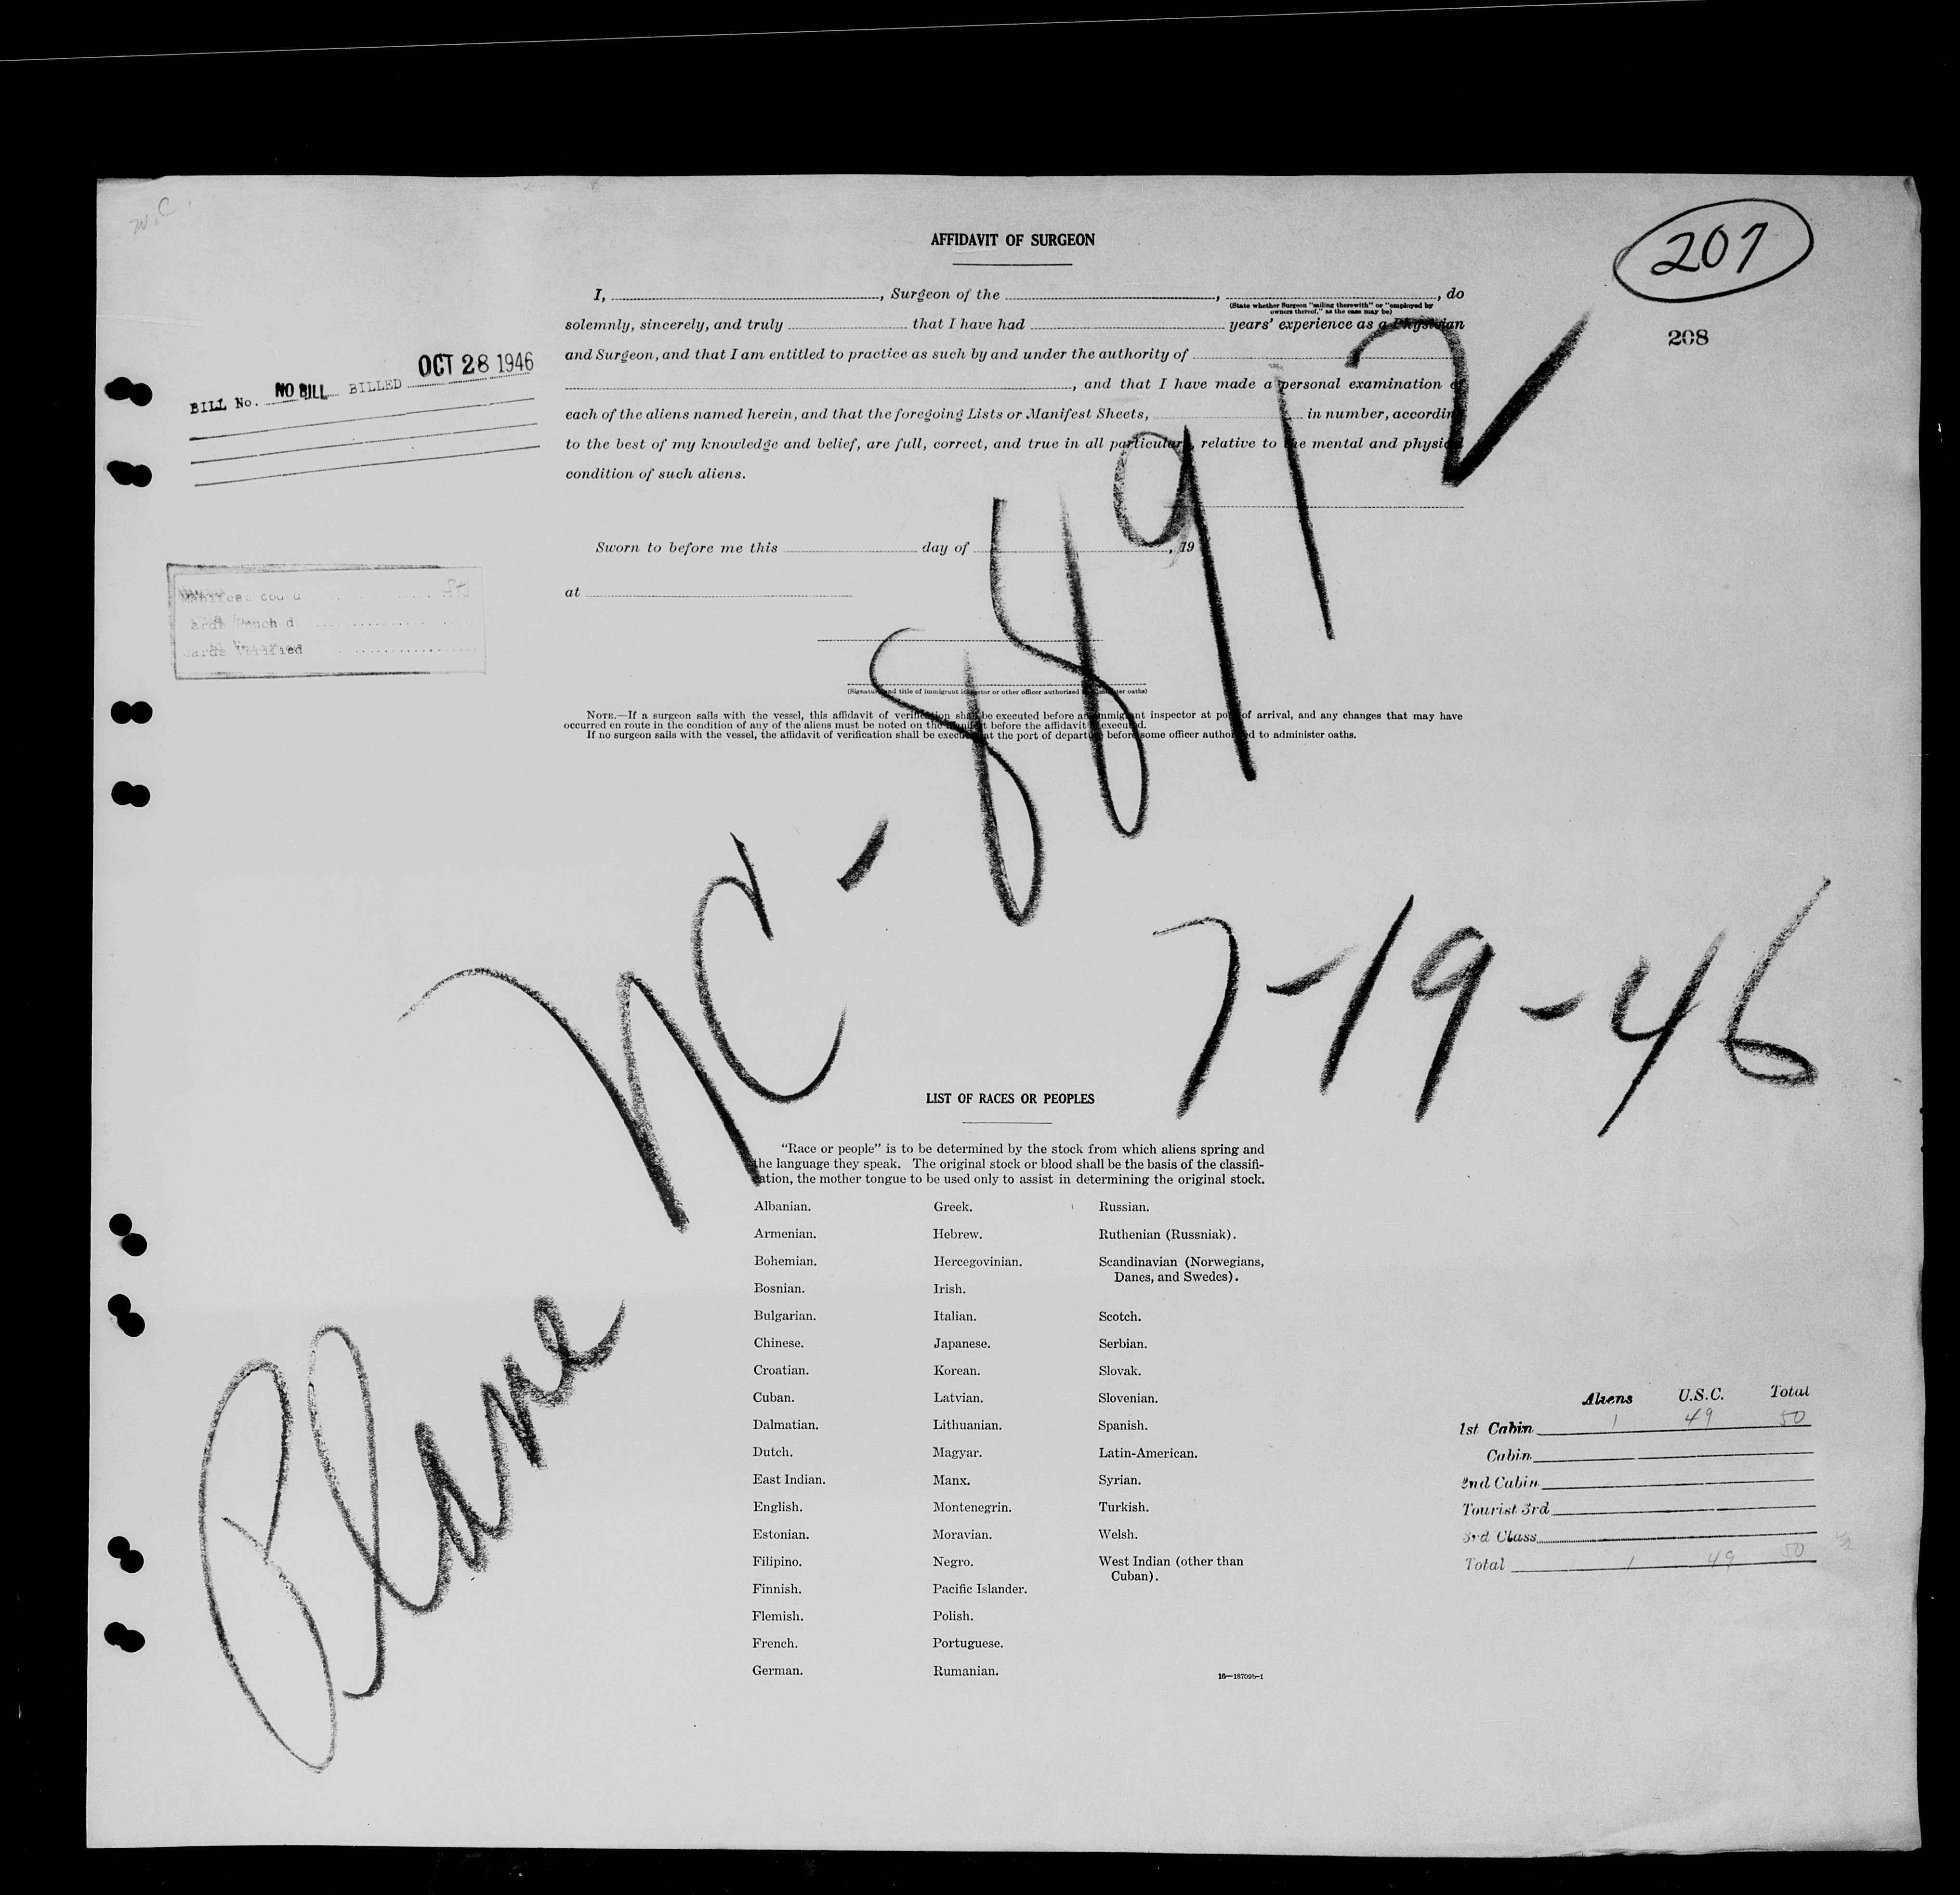 n.C.
AFFIDAVIT OF SURGEON
207
208
I, , Surgeon of the , , do
(State whether Surgeon "sailing therewith" or "employed by
owners thereof," as the case may be)
solemnly, sincerely, and truly that I have had years' experience as a Physician
and Surgeon, and that I am entitled to practice as such by and under the authority of
, and that I have made a personal examination of
each of the aliens named herein, and that the foregoing Lists or Manifest Sheets, in number, according
to the best of my knowledge and belief, are full, correct, and true in all particulars, relative to the mental and physical
condition of such aliens.
BILL No. NO BILL BILLED OCT 28 1946
Sworn to before me this day of , 19
at
Manifest
Verified
(Signature and title of immigrant inspector or other officer authorized to administer oaths)
NOTE.—If a surgeon sails with the vessel, this affidavit of verification shall be executed before an immigrant inspector at port of arrival, and any changes that may have
occurred en route in the condition of any of the aliens must be noted on the manifest before the affidavit is executed.
If no surgeon sails with the vessel, the affidavit of verification shall be executed at the port of departure before some officer authorized to administer oaths.
Plane NC-88912
7-19-46
LIST OF RACES OR PEOPLES
"Race or people" is to be determined by the stock from which aliens spring and
the language they speak. The original stock or blood shall be the basis of the classifi-
cation, the mother tongue to be used only to assist in determining the original stock.
Albanian.
Armenian.
Bohemian.
Bosnian.
Bulgarian.
Chinese.
Croatian.
Cuban.
Dalmatian.
Dutch.
East Indian.
English.
Estonian.
Filipino.
Finnish.
Flemish.
French.
German.
Greek.
Hebrew.
Hercegovinian.
Irish.
Italian.
Japanese.
Korean.
Latvian.
Lithuanian.
Magyar.
Manx.
Montenegrin.
Moravian.
Negro.
Pacific Islander.
Polish.
Portuguese.
Rumanian.
Russian.
Ruthenian (Russniak).
Scandinavian (Norwegians,
Danes, and Swedes).
Scotch.
Serbian.
Slovak.
Slovenian.
Spanish.
Latin-American.
Syrian.
Turkish.
Welsh.
West Indian (other than
Cuban).
16—18709b-1
Aliens U.S.C. Total
1st Cabin 1 49 50
Cabin
2nd Cabin
Tourist 3rd
3rd Class
Total 1 49 50